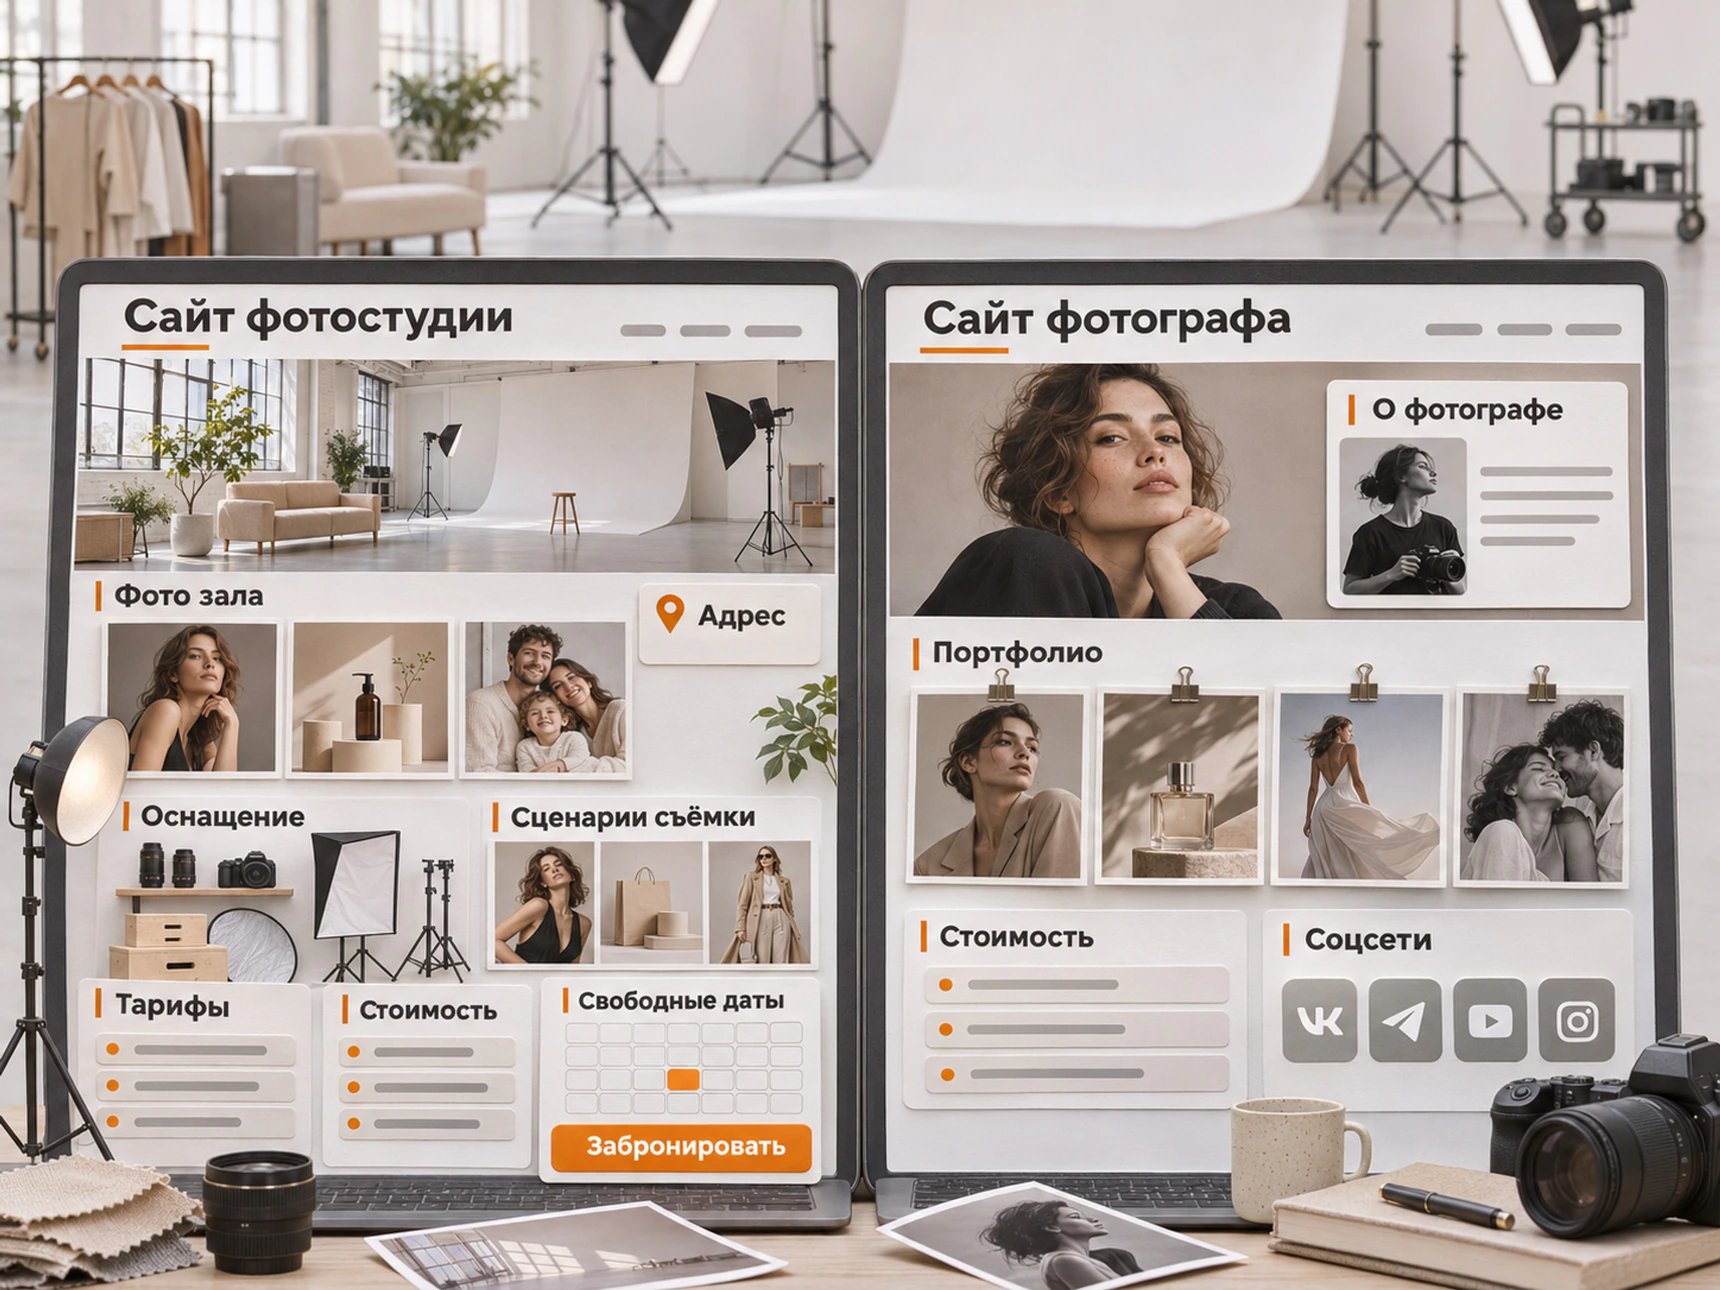 Сайт фотостудии
Фото зала
Адрес
Оснащение
Сценарии съёмки
Тарифы
Стоимость
Свободные даты
Забронировать
Сайт фотографа
О фотографе
Портфолио
Стоимость
Соцсети